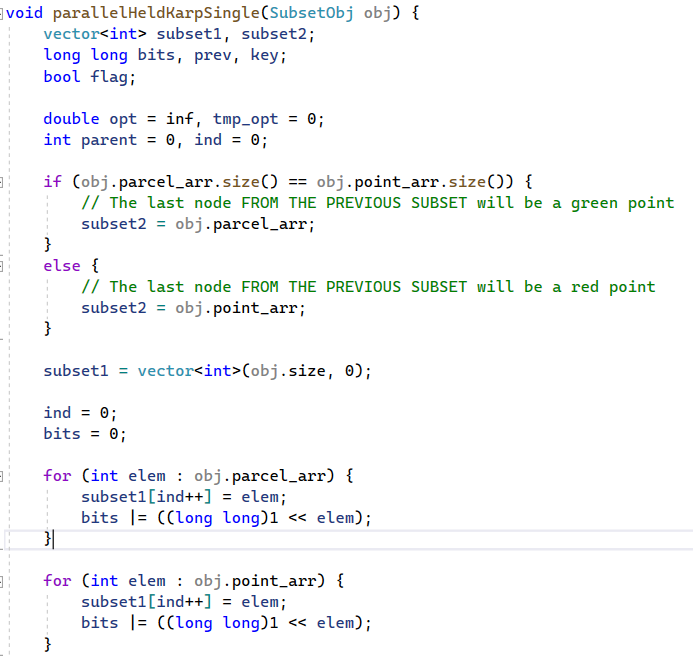 void parallelHeldKarpSingle(SubsetObj obj) {
    vector<int> subset1, subset2;
    long long bits, prev, key;
    bool flag;

    double opt = inf, tmp_opt = 0;
    int parent = 0, ind = 0;

    if (obj.parcel_arr.size() == obj.point_arr.size()) {
        // The last node FROM THE PREVIOUS SUBSET will be a green point
        subset2 = obj.parcel_arr;
    }
    else {
        // The last node FROM THE PREVIOUS SUBSET will be a red point
        subset2 = obj.point_arr;
    }

    subset1 = vector<int>(obj.size, 0);

    ind = 0;
    bits = 0;

    for (int elem : obj.parcel_arr) {
        subset1[ind++] = elem;
        bits |= ((long long)1 << elem);
    }

    for (int elem : obj.point_arr) {
        subset1[ind++] = elem;
        bits |= ((long long)1 << elem);
    }